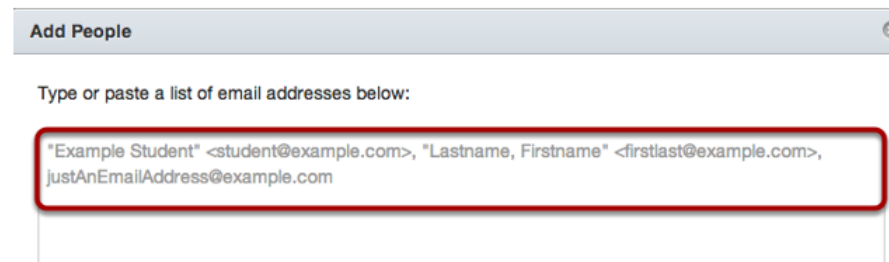 Add People
Type or paste a list of email addresses below:
"Example Student" <student@example.com>, "Lastname, Firstname" <firstlast@example.com>,
justAnEmailAddress@example.com